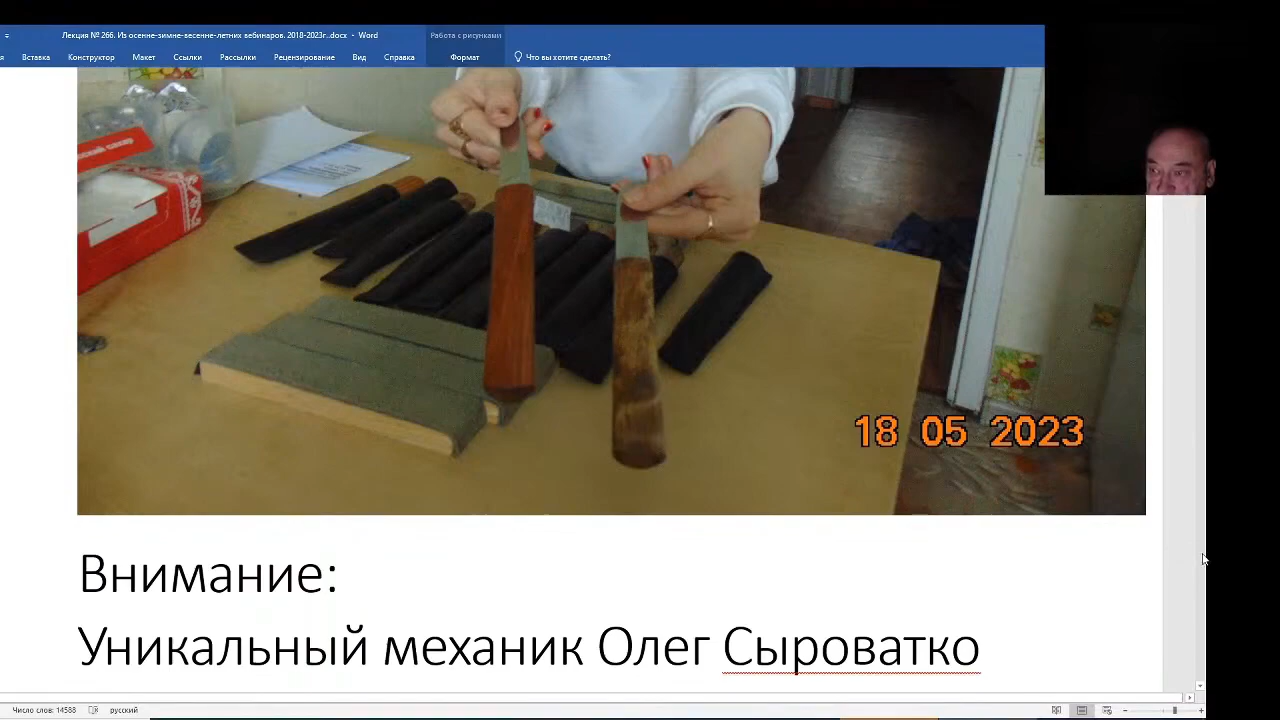 Лекция № 266. Из осенне-зимне-весенне-летних вебинаров. 2018-2023г..docx - Word
Работа с рисунками
Вставка Конструктор Макет Ссылки Рассылки Рецензирование Вид Справка Формат Что вы хотите сделать?
сахар
18 05 2023
Внимание:
Уникальный механик Олег Сыроватко
Число слов: 14588 русский